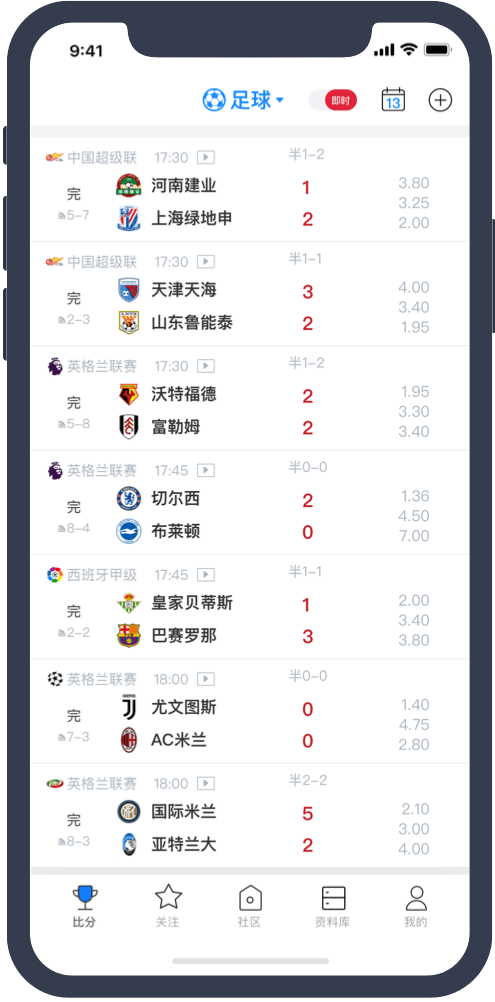 9:41
足球 即时 13
中国超级联 17:30 半1-2
河南建业 1 3.80
完 3.25
5-7 上海绿地申 2 2.00
中国超级联 17:30 半1-1
天津天海 3 4.00
完 3.40
2-3 山东鲁能泰 2 1.95
英格兰联赛 17:30 半1-2
沃特福德 2 1.95
完 3.30
5-8 富勒姆 2 3.40
英格兰联赛 17:45 半0-0
切尔西 2 1.36
完 4.50
8-4 布莱顿 0 7.00
西班牙甲级 17:45 半1-1
皇家贝蒂斯 1 2.00
完 3.40
2-2 巴赛罗那 3 3.80
英格兰联赛 18:00 半0-0
尤文图斯 0 1.40
完 4.75
7-3 AC米兰 0 2.80
英格兰联赛 18:00 半2-2
国际米兰 5 2.10
完 3.00
8-3 亚特兰大 2 4.00
比分 关注 社区 资料库 我的